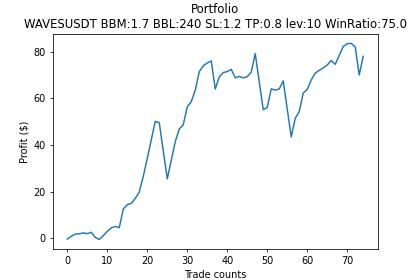 Portfolio
WAVESUSDT BBM:1.7 BBL:240 SL:1.2 TP:0.8 lev:10 WinRatio:75.0
Profit ($)
80
60
40
20
0
0 10 20 30 40 50 60 70
Trade counts